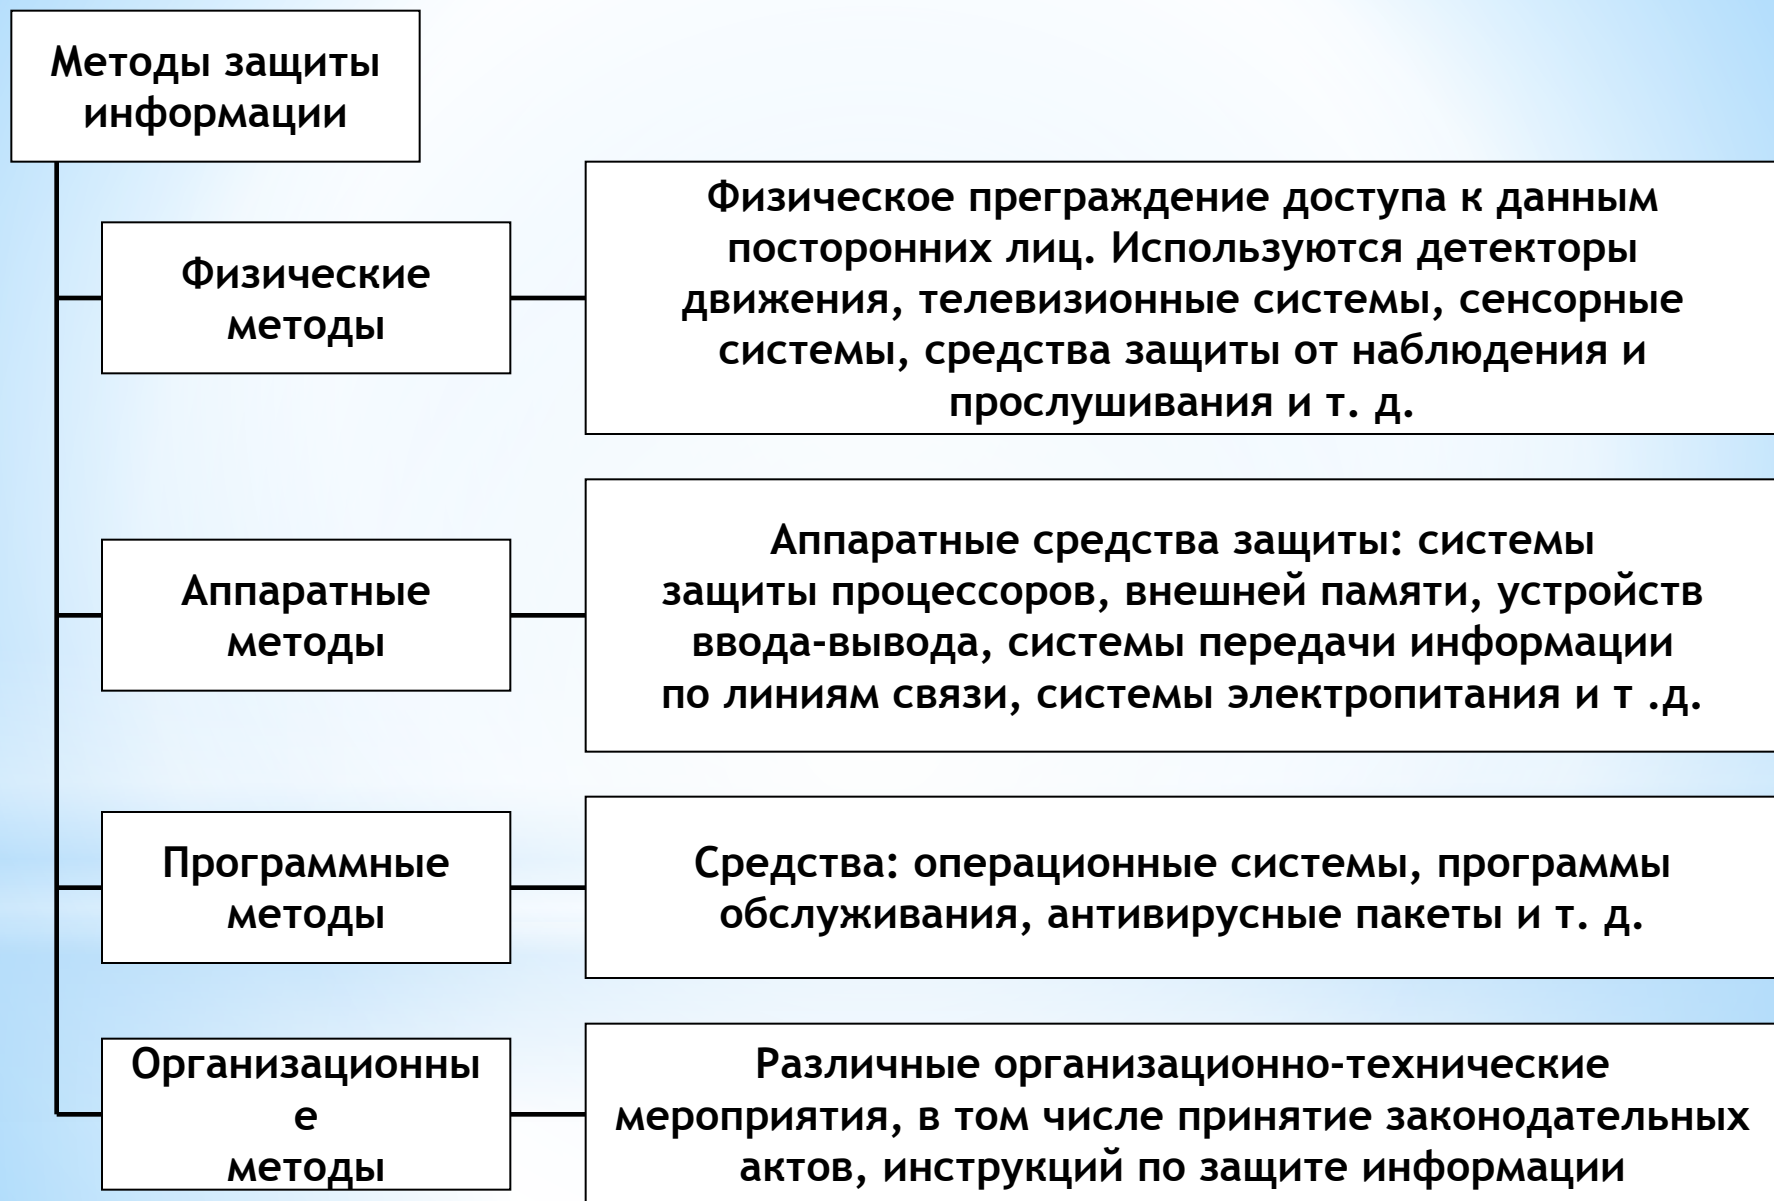 Методы защиты
информации
Физические
методы
Физическое преграждение доступа к данным
посторонних лиц. Используются детекторы
движения, телевизионные системы, сенсорные
системы, средства защиты от наблюдения и
прослушивания и т. д.
Аппаратные
методы
Аппаратные средства защиты: системы
защиты процессоров, внешней памяти, устройств
ввода-вывода, системы передачи информации
по линиям связи, системы электропитания и т .д.
Программные
методы
Средства: операционные системы, программы
обслуживания, антивирусные пакеты и т. д.
Организационны
е
методы
Различные организационно-технические
мероприятия, в том числе принятие законодательных
актов, инструкций по защите информации